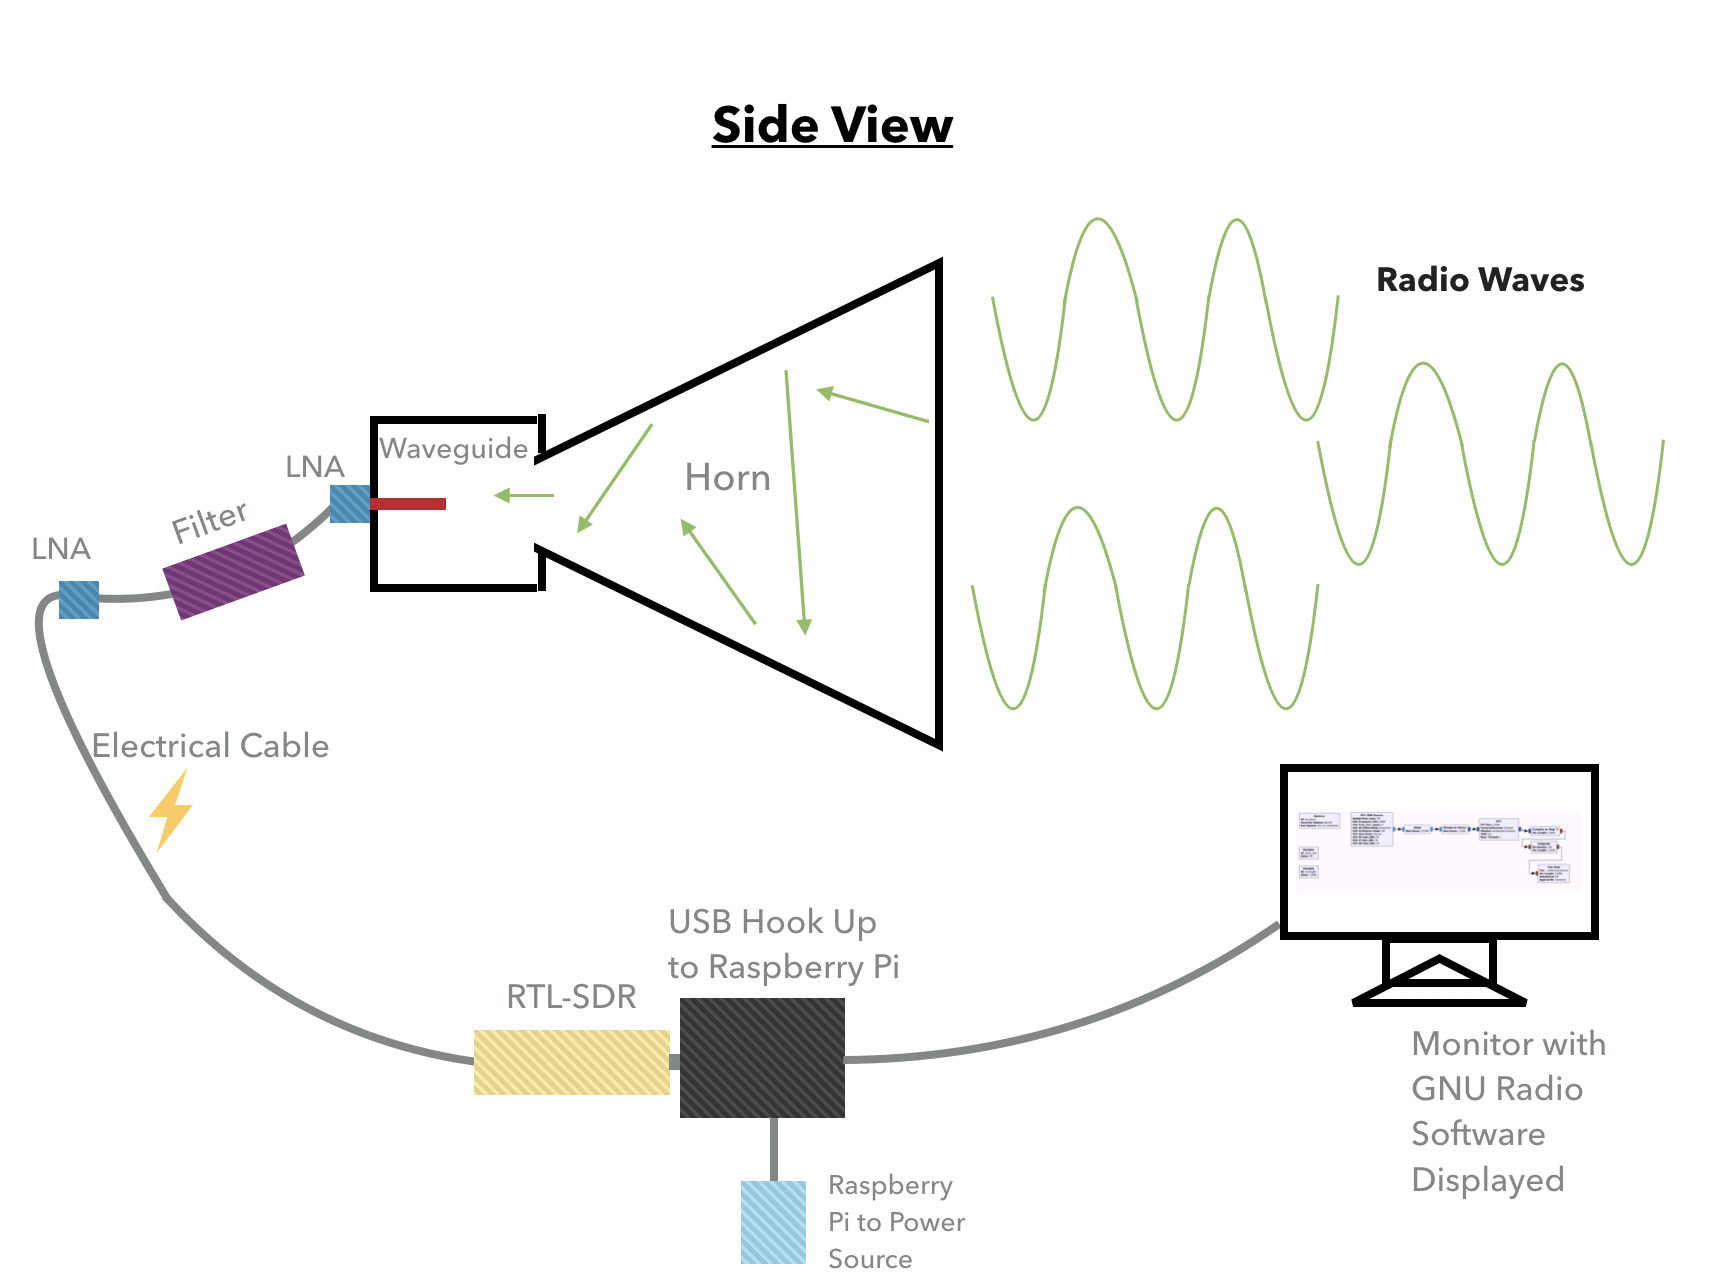 Side View
Radio Waves
Waveguide
LNA
Horn
Filter
LNA
Electrical Cable
USB Hook Up
to Raspberry Pi
RTL-SDR
Monitor with
GNU Radio
Software
Displayed
Raspberry
Pi to Power
Source